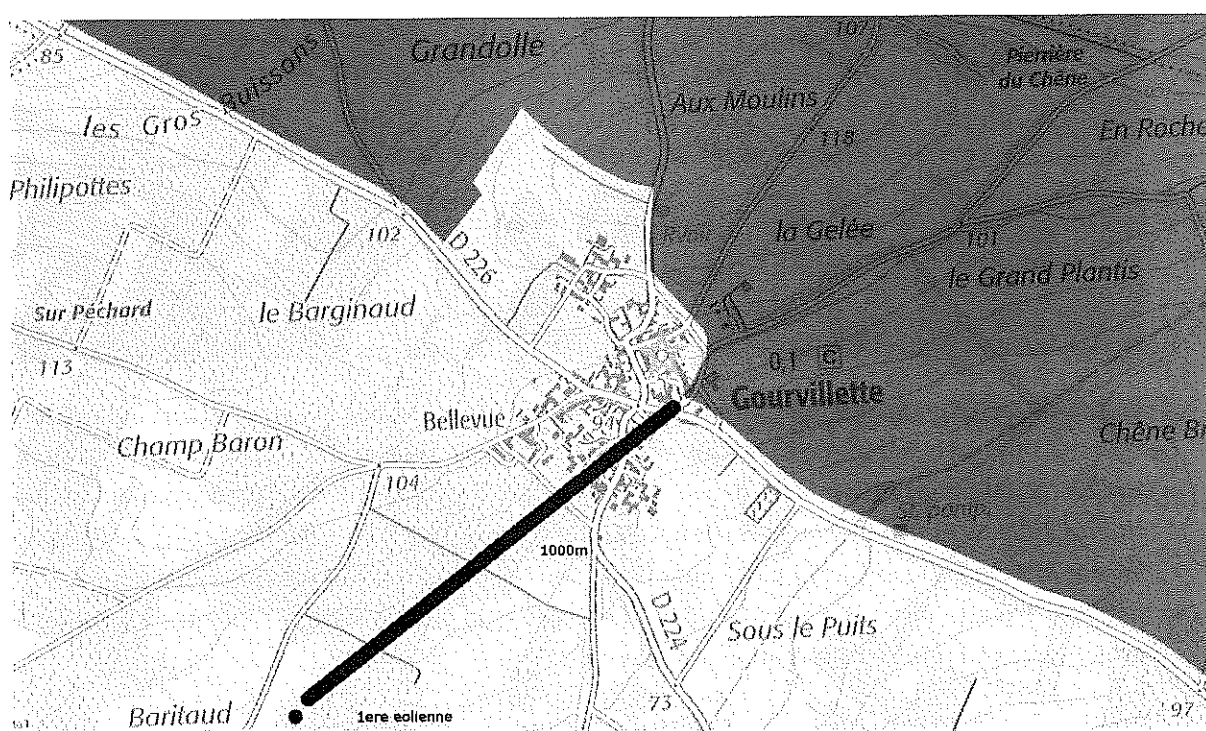 Grandolle
107
Pierrière
du Chêne
85
les Gros Buissons
Aux Moulins
118
En Roche
Philipottes
la Gelée
101
102
D 226
le Grand Plantis
Sur Péchard
le Barginaud
113
0,1 C
Gourvillette
Bellevue
94
Champ Baron
Chêne Br
104
1000m
D 224
Sous le Puits
73
97
Baritaud
1ere eolienne